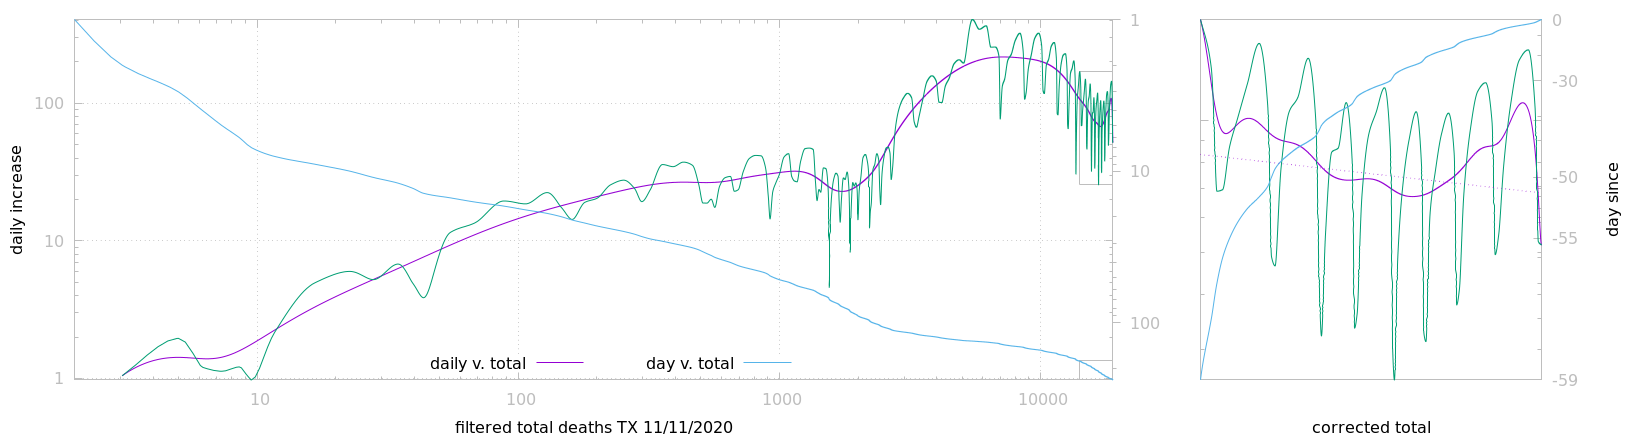 daily increase
100
10
1
10
100
1000
10000
1
10
100
daily v. total
day v. total
filtered total deaths TX 11/11/2020
0
-30
-50
-55
-59
day since
corrected total